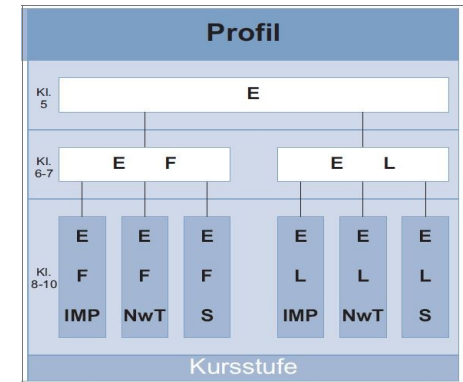 Profil
Kl.
5
E
Kl.
6-7
E F
E L
Kl.
8-10
E E E E E E
F F F L L L
IMP NwT S IMP NwT S
Kursstufe